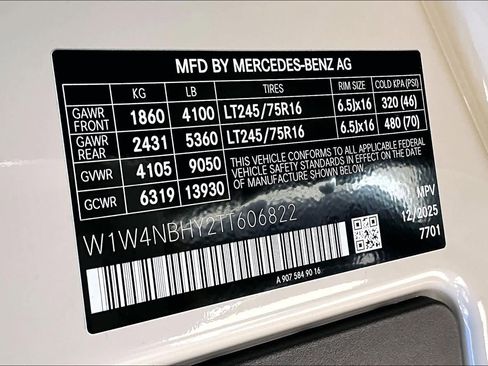 MFD BY MERCEDES-BENZ AG
KG LB TIRES RIM SIZE COLD KPA (PSI)
GAWR FRONT 1860 4100 LT245/75R16 6.5Jx16 320 (46)
GAWR REAR 2431 5360 LT245/75R16 6.5Jx16 480 (70)
GVWR 4105 9050
GCWR 6319 13930
THIS VEHICLE CONFORMS TO ALL APPLICABLE FEDERAL
VEHICLE SAFETY STANDARDS IN EFFECT ON THE DATE
OF MANUFACTURE SHOWN ABOVE.
MPV
W1W4NBHY2TT606822
12/2025
7701
A 907 584 90 16